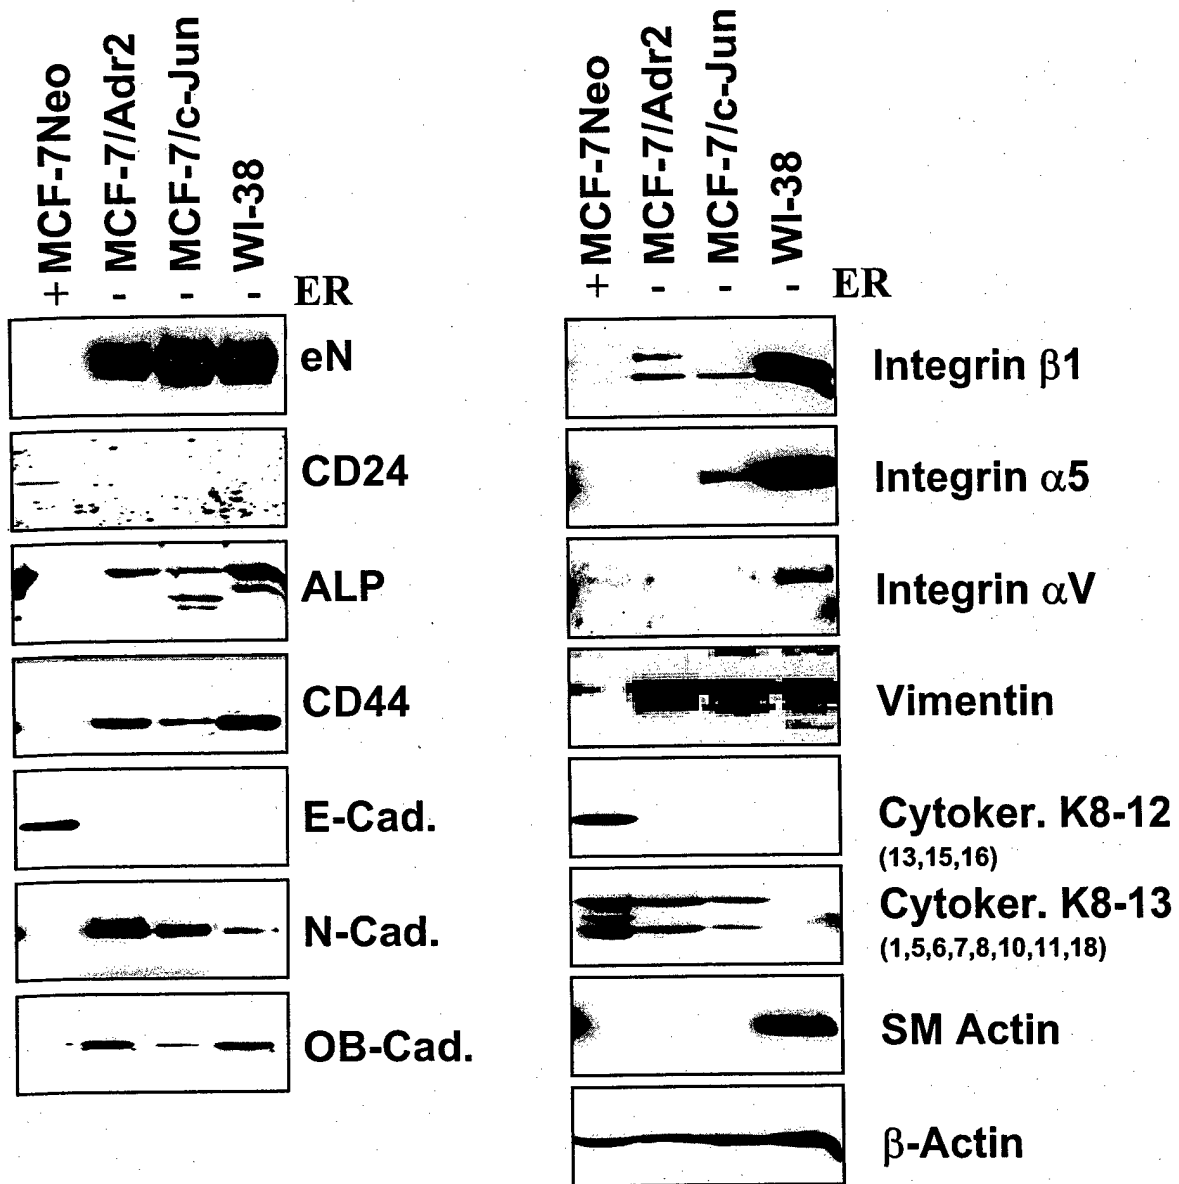 MCF-7Neo
MCF-7/Adr2
MCF-7/c-Jun
WI-38
+ - - - ER
eN
CD24
ALP
CD44
E-Cad.
N-Cad.
OB-Cad.
MCF-7Neo
MCF-7/Adr2
MCF-7/c-Jun
WI-38
+ - - - ER
Integrin β1
Integrin α5
Integrin αV
Vimentin
Cytoker. K8-12
(13,15,16)
Cytoker. K8-13
(1,5,6,7,8,10,11,18)
SM Actin
β-Actin